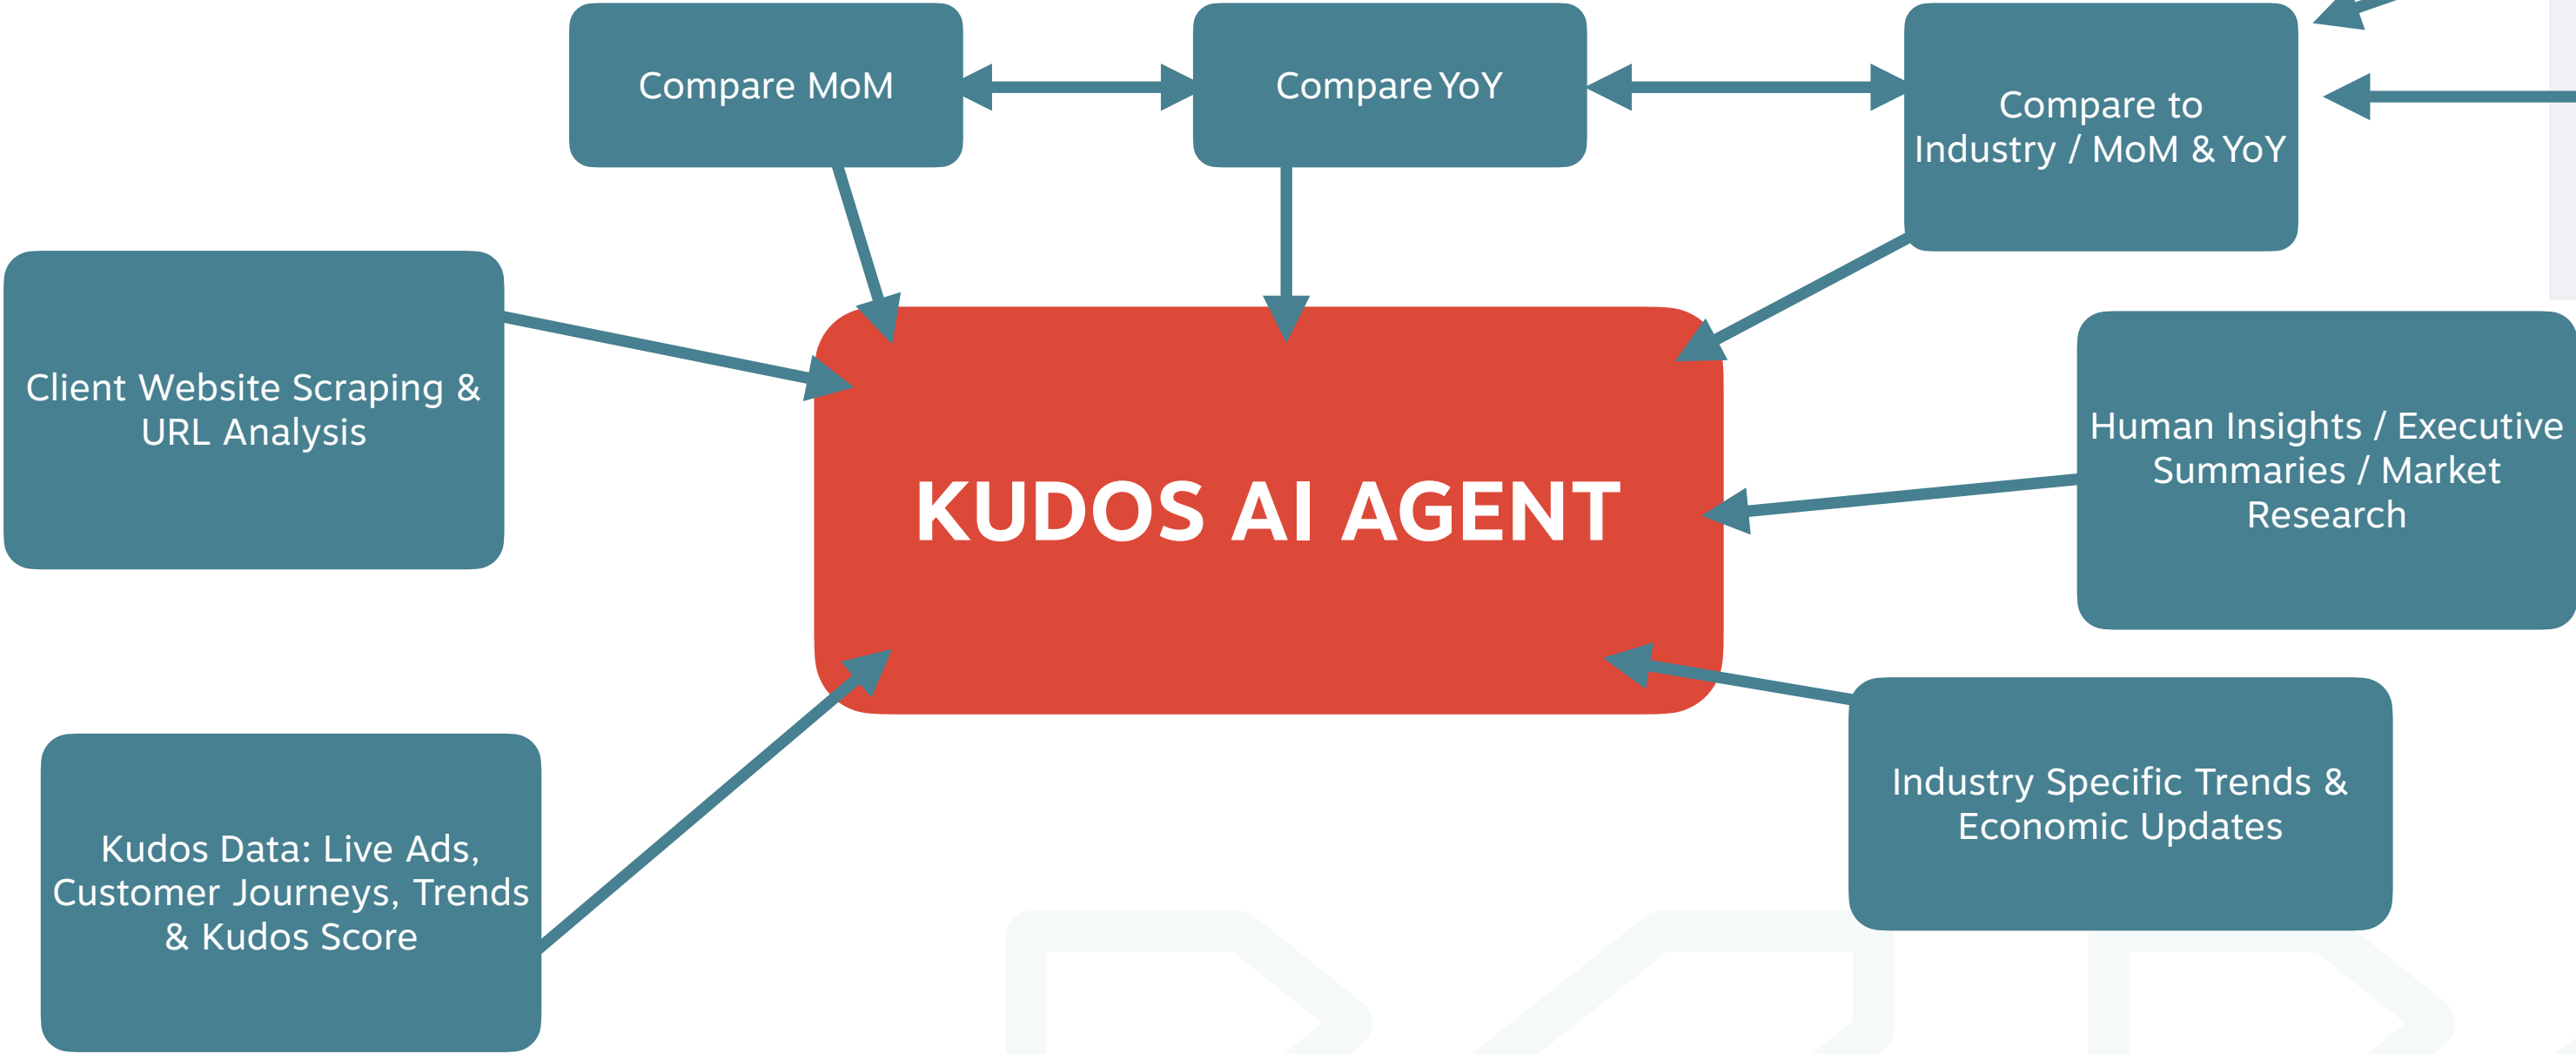 Compare MoM
Compare YoY
Compare to
Industry / MoM & YoY
Client Website Scraping &
URL Analysis
KUDOS AI AGENT
Human Insights / Executive
Summaries / Market
Research
Industry Specific Trends &
Economic Updates
Kudos Data: Live Ads,
Customer Journeys, Trends
& Kudos Score